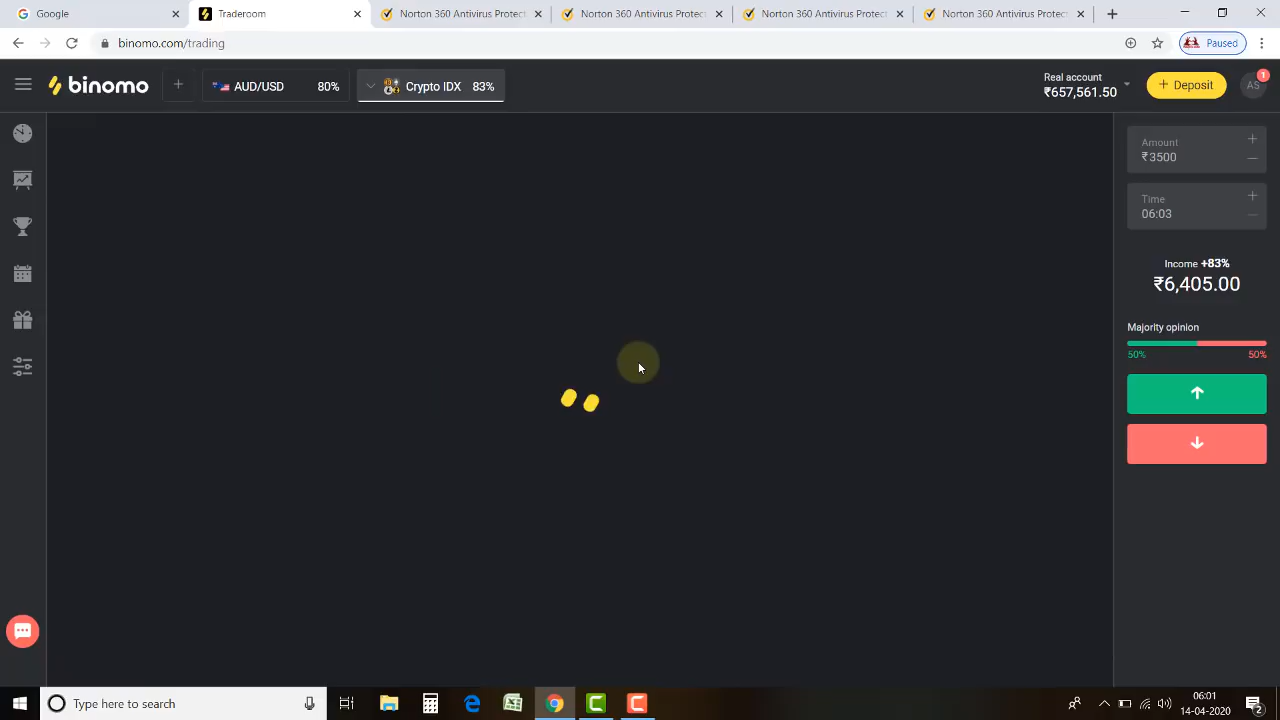 Google
Traderoom
Norton 360 Antivirus Protect
Norton 360 Antivirus Protect
Norton 360 Antivirus Protect
Norton 360 Antivirus Protect
binomo.com/trading
Paused
binomo
AUD/USD 80%
Crypto IDX 83%
Real account
₹657,561.50
+ Deposit
AS
1
Amount
₹3500
Time
06:03
Income +83%
₹6,405.00
Majority opinion
50% 50%
Type here to search
06:01
14-04-2020
2